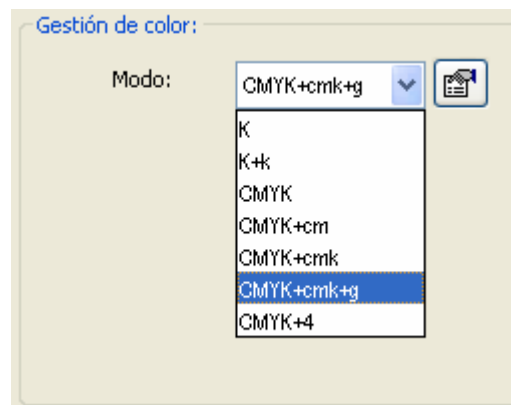 Gestión de color:
Modo: CMYK+cmk+g
K
K+k
CMYK
CMYK+cm
CMYK+cmk
CMYK+cmk+g
CMYK+4